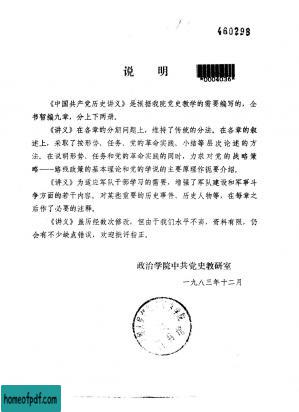 460298
说 明
《中国共产党历史讲义》是根据我院党史教学的需要编写的，全
书暂编九章，分上下两册。
《讲义》在各章的分期问题上，维持了传统的分法。在各章的叙
述上，采取了按形势、任务、党的革命实践、小结等层次论述的方
法。在说明形势、任务和党的革命实践的同时，力求对党的战略策
略——路线政策的基本理论和党的学说的主要原理作扼要介绍。
《讲义》为适应军队干部学习的需要，增强了军队建设和军事斗
争方面的若干内容。对某些重要的历史事件、历史人物等，在每章之
后作了必要的注释。
《讲义》虽历经数次修改，但由于我们水平不高，资料有限，仍
会有不少缺点错误，欢迎批评指正。
政治学院中共党史教研室
一九八三年十二月
homeofpdf.com